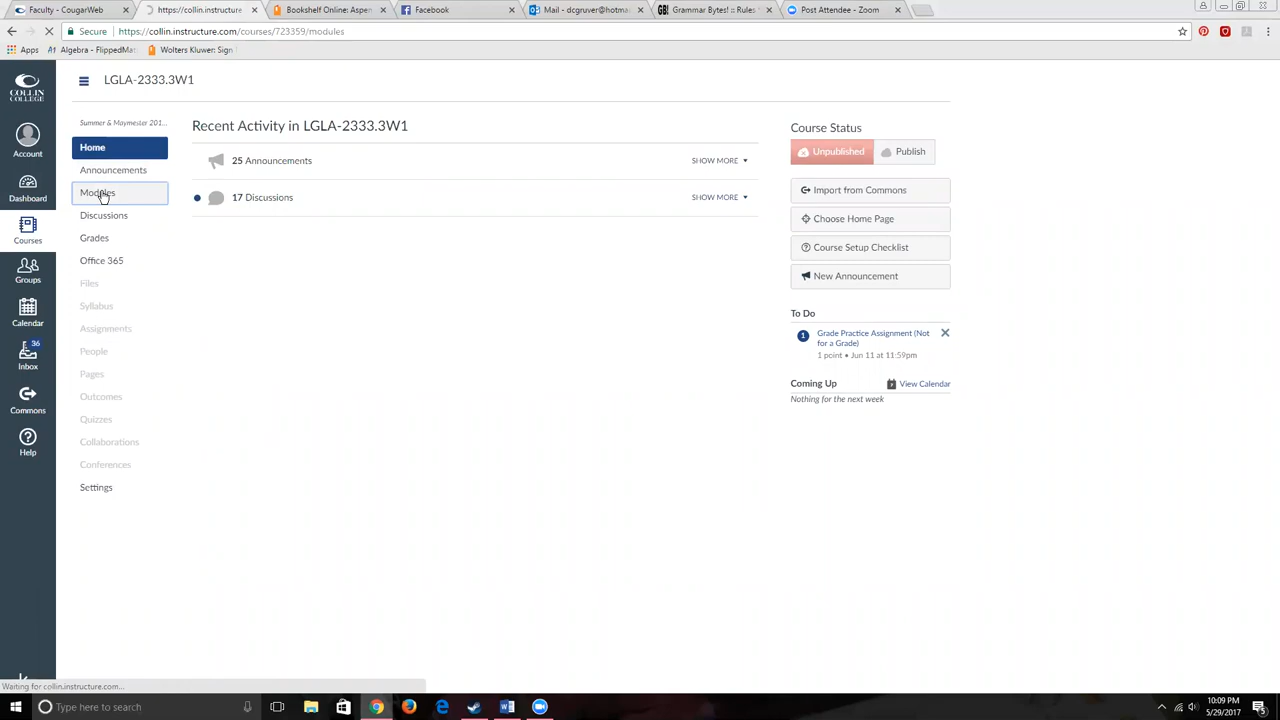 Faculty - CougarWeb
https://collin.instructure
Bookshelf Online: Aspen
Facebook
Mail - dcgruver@hotma
Grammar Bytes! :: Rules
Post Attendee - Zoom
Secure https://collin.instructure.com/courses/723359/modules
Apps Algebra - FlippedMat Wolters Kluwer: Sign
COLLIN COLLEGE
LGLA-2333.3W1
Summer & Maymester 201...
Recent Activity in LGLA-2333.3W1
Course Status
Account
Home
Announcements
Modules
Discussions
Grades
Office 365
Files
Syllabus
Assignments
People
Pages
Outcomes
Quizzes
Collaborations
Conferences
Settings
25 Announcements SHOW MORE
17 Discussions SHOW MORE
Unpublished Publish
Import from Commons
Choose Home Page
Course Setup Checklist
New Announcement
To Do
1 Grade Practice Assignment (Not
for a Grade)
1 point • Jun 11 at 11:59pm
Coming Up View Calendar
Nothing for the next week
Dashboard
Courses
Groups
Calendar
36
Inbox
Commons
Help
Waiting for collin.instructure.com...
Type here to search
10:09 PM
5/29/2017